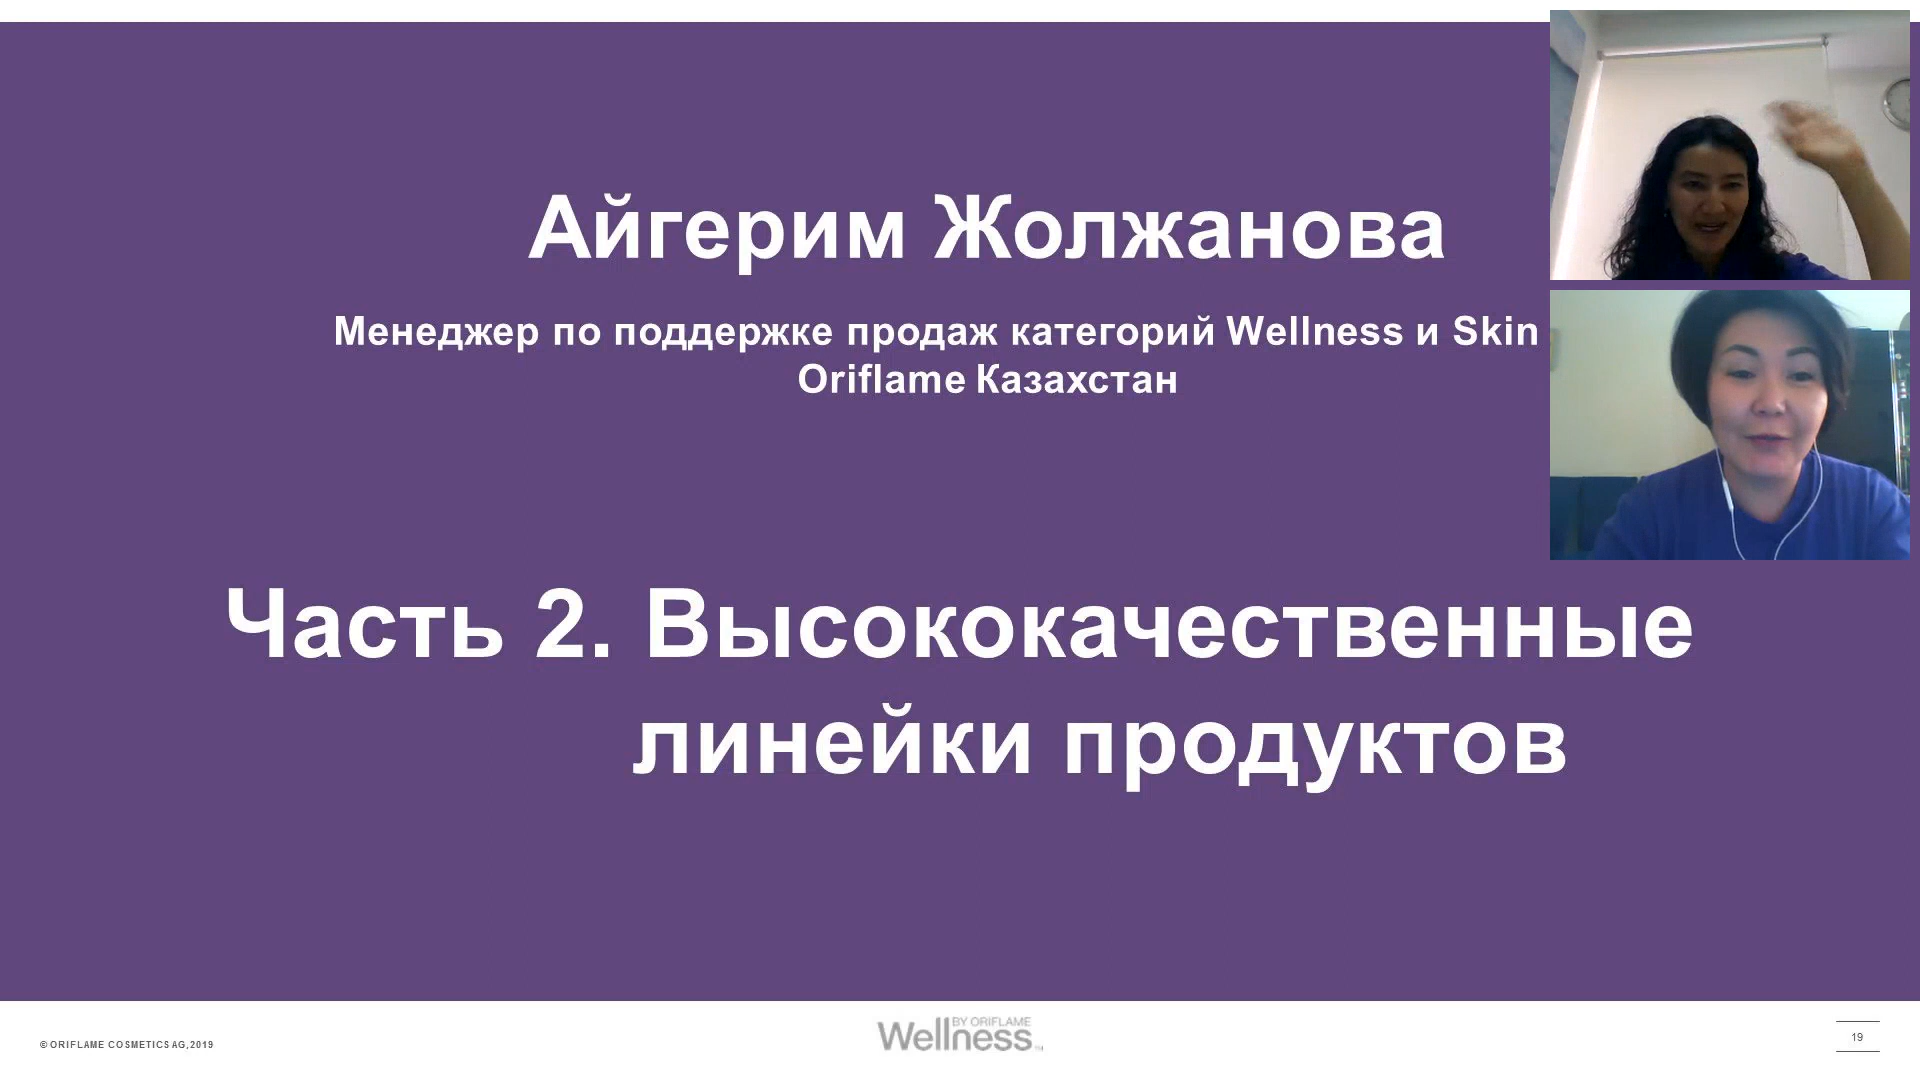 Айгерим Жолжанова
Менеджер по поддержке продаж категорий Wellness и Skin
Oriflame Казахстан
Часть 2. Высококачественные
линейки продуктов
© ORIFLAME COSMETICS AG, 2019
BY ORIFLAME
Wellness
19